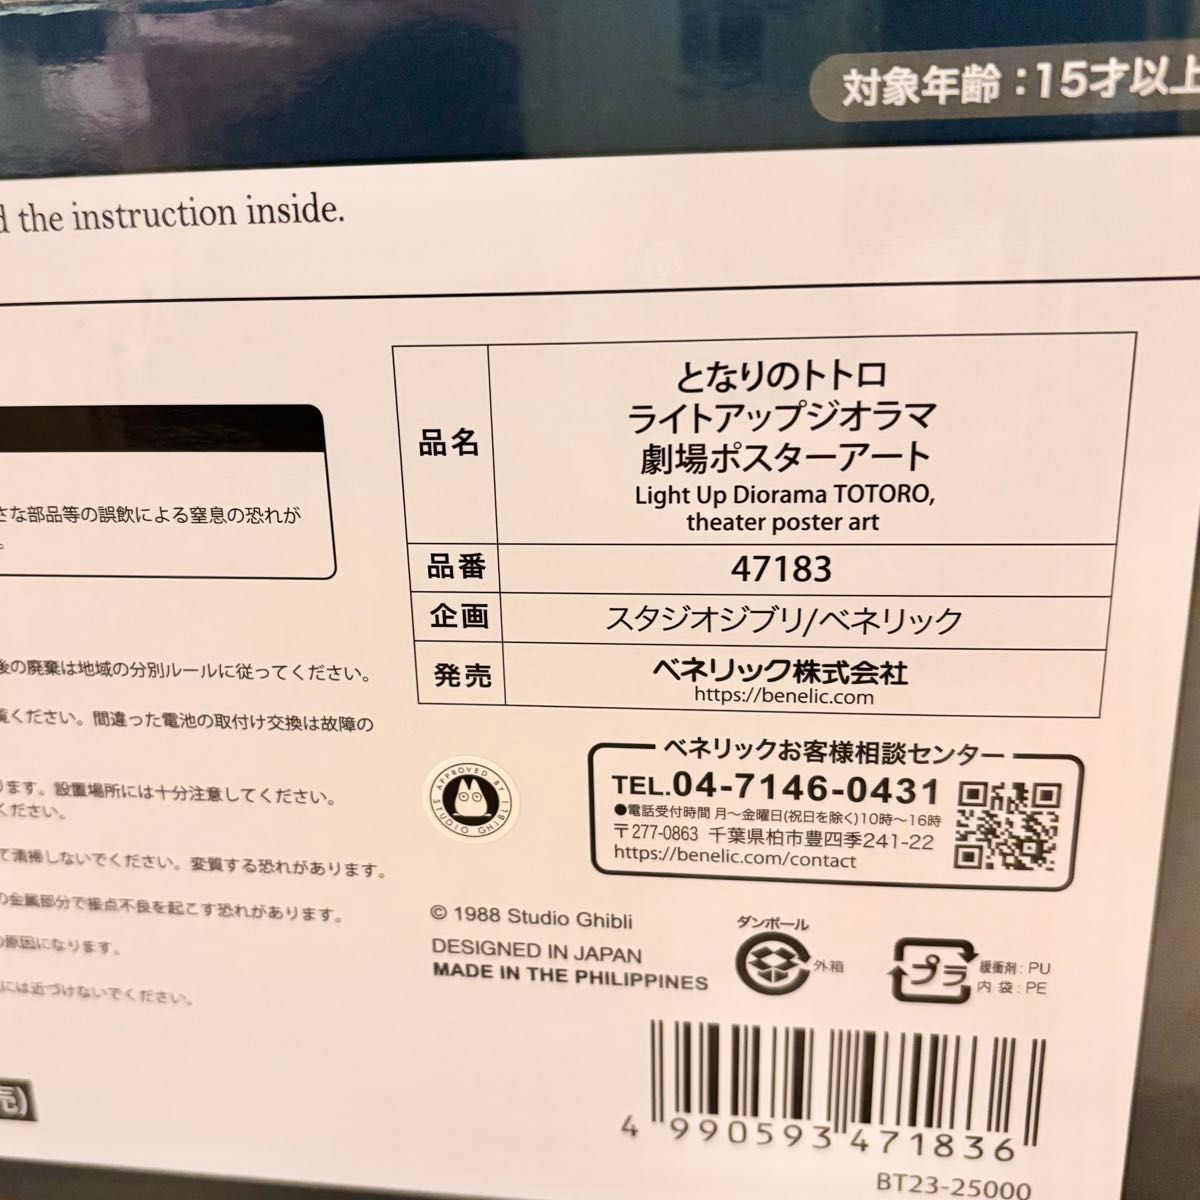 対象年齢：15才以上
the instruction inside.
品名
となりのトトロ
ライトアップジオラマ
劇場ポスターアート
Light Up Diorama TOTORO,
theater poster art
品番
47183
企画
スタジオジブリ/ベネリック
発売
ベネリック株式会社
https://benelic.com
さな部品等の誤飲による窒息の恐れが
。
後の廃棄は地域の分別ルールに従ってください。
覧ください。間違った電池の取付け交換は故障の
ります。設置場所には十分注意してください。
ください。
て清掃しないでください。変質する恐れがあります。
の金属部分で接点不良を起こす恐れがあります。
の原因になります。
には近づけないでください。
売)
APPROVED BY
STUDIO GHIBLI
ベネリックお客様相談センター
TEL.04-7146-0431
●電話受付時間 月～金曜日(祝日を除く)10時～16時
〒277-0863 千葉県柏市豊四季241-22
https://benelic.com/contact
© 1988 Studio Ghibli
DESIGNED IN JAPAN
MADE IN THE PHILIPPINES
ダンボール
外箱
プラ
緩衝剤：PU
内 袋：PE
4 990593 471836
BT23-25000